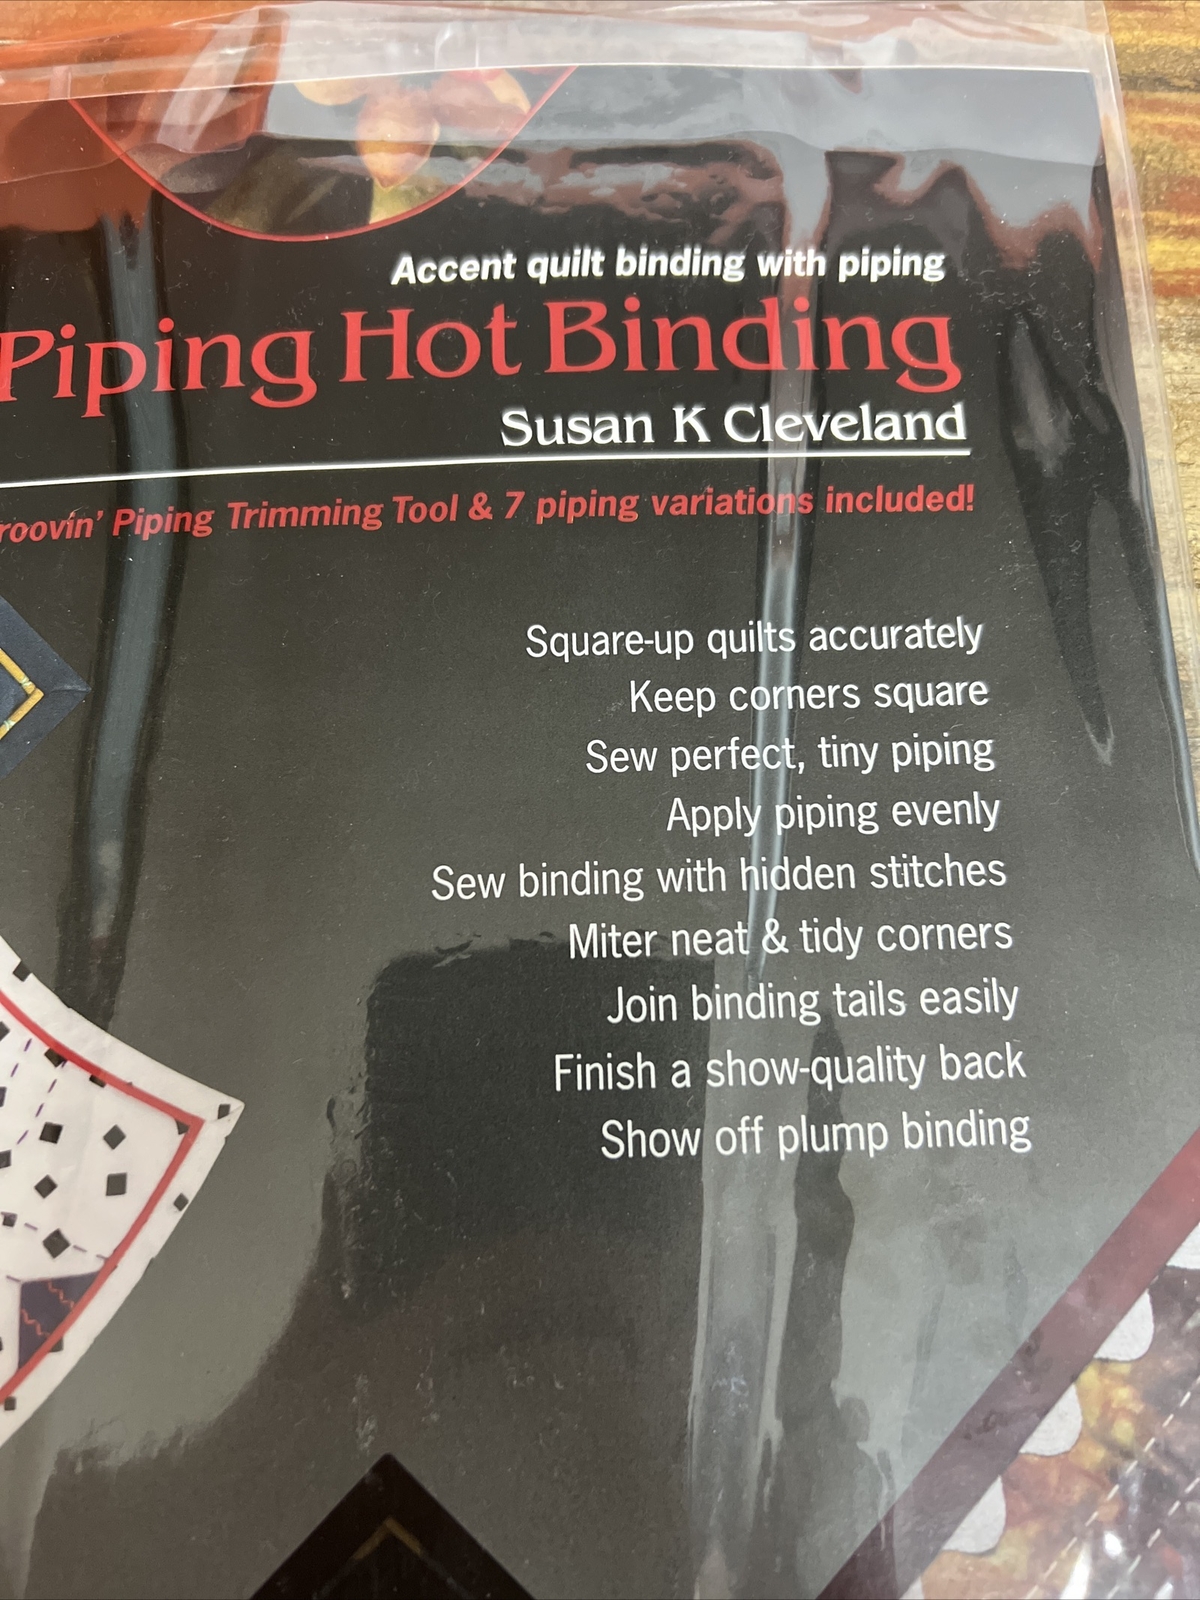 Accent quilt binding with piping
Piping Hot Binding
Susan K Cleveland
roovin' Piping Trimming Tool & 7 piping variations included!
Square-up quilts accurately
Keep corners square
Sew perfect, tiny piping
Apply piping evenly
Sew binding with hidden stitches
Miter neat & tidy corners
Join binding tails easily
Finish a show-quality back
Show off plump binding